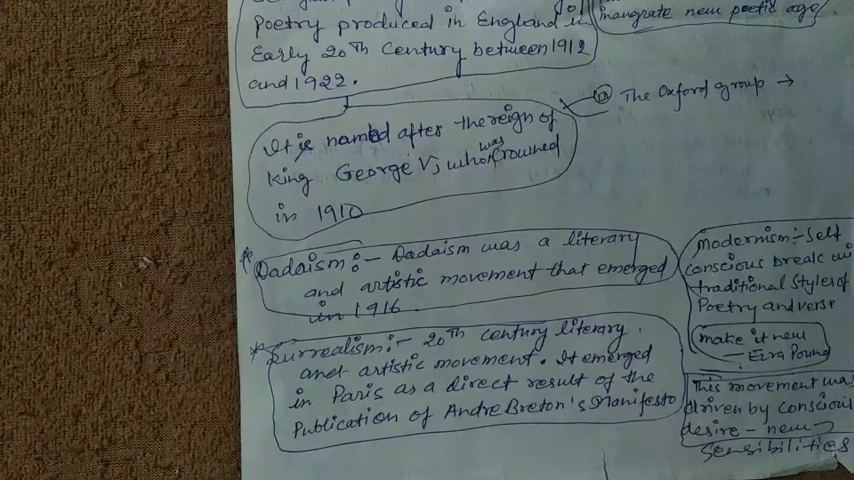 Poetry produced in England in
Early 20th Century between 1912
and 1922.
inangrate new poetic age.
It is named after the reign of
King George V, who was crowned
in 1910
The Oxford group →
* Dadaism:- Dadaism was a literary
and artistic movement that emerged
in 1916.
* Surrealism:- 20th century literary
and artistic movement. It emerged
in Paris as a direct result of the
Publication of Andre Breton's Manifesto
Modernism:- Self
conscious break wi
traditional Styles of
Poetry and verse
make it new
— Ezra Pound
This movement was
driven by conscious
desire - new
Sensibilities